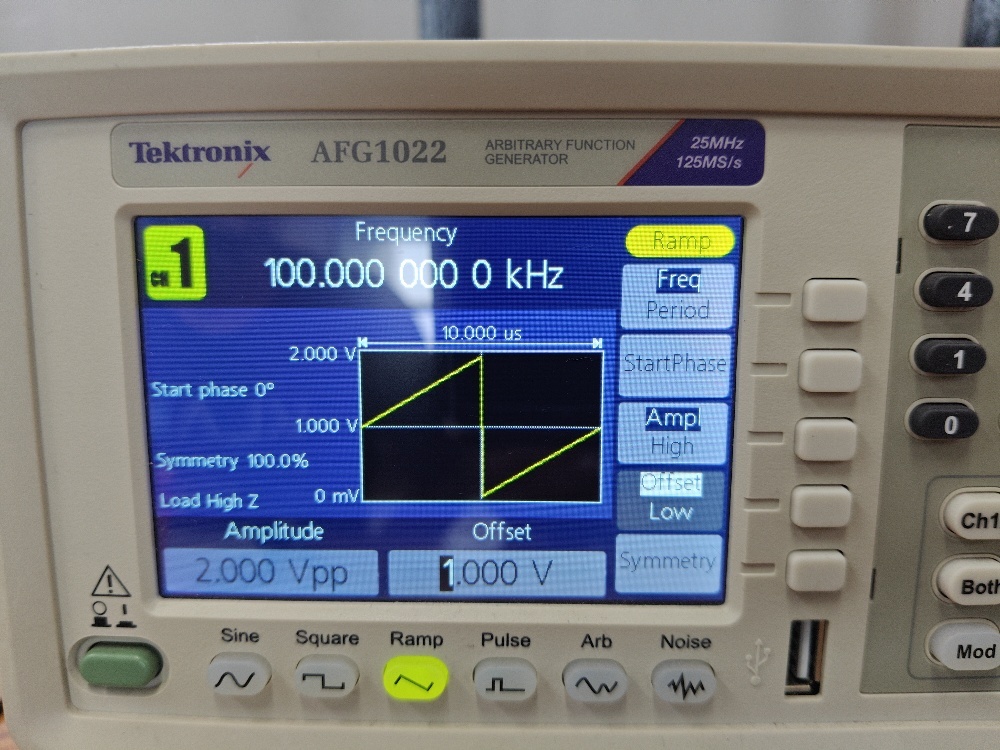 Tektronix AFG1022 ARBITRARY FUNCTION GENERATOR
25MHz
125MS/s
CH 1
Frequency
100.000 000 0 kHz
Ramp
Freq
Period
StartPhase
Ampl
High
Offset
Low
Symmetry
10.000 us
2.000 V
Start phase 0°
1.000 V
Symmetry 100.0%
Load High Z
0 mV
Amplitude
Offset
2.000 Vpp
1.000 V
Sine
Square
Ramp
Pulse
Arb
Noise
7
4
1
0
Ch1
Both
Mod